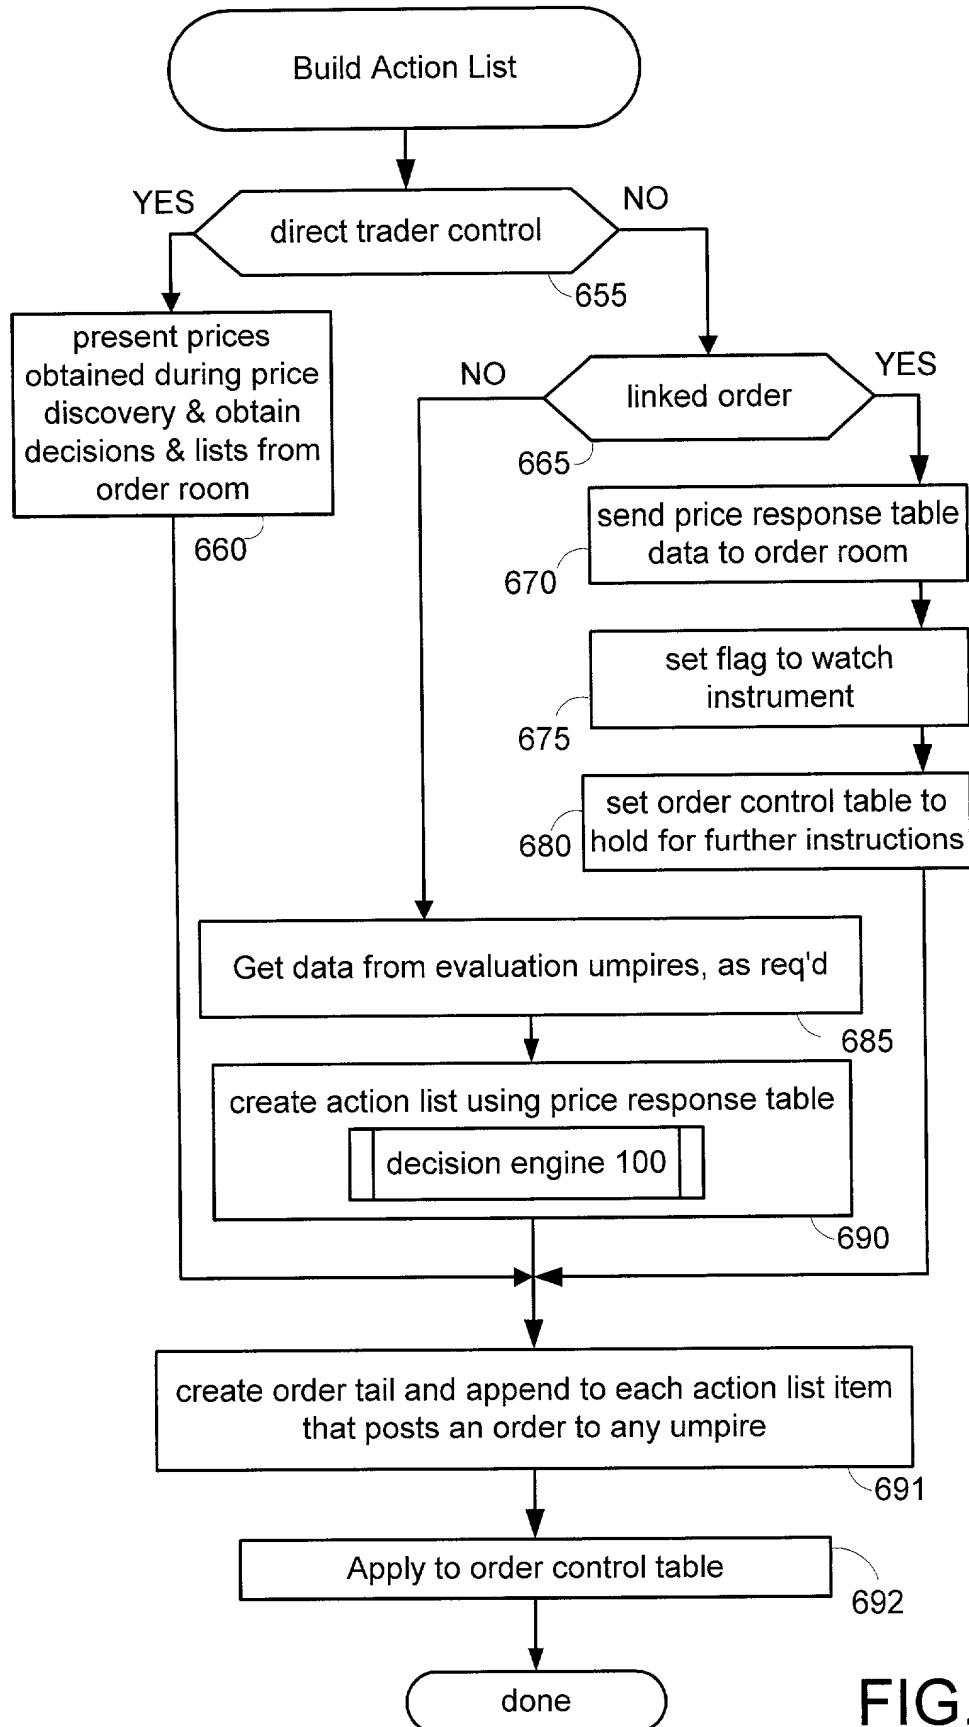 Build Action List
YES
NO
direct trader control
655
present prices
obtained during price
discovery & obtain
decisions & lists from
order room
660
NO
YES
linked order
665
send price response table
data to order room
670
set flag to watch
instrument
675
set order control table to
hold for further instructions
680
Get data from evaluation umpires, as req'd
685
create action list using price response table
decision engine 100
690
create order tail and append to each action list item
that posts an order to any umpire
691
Apply to order control table
692
done
FIG.